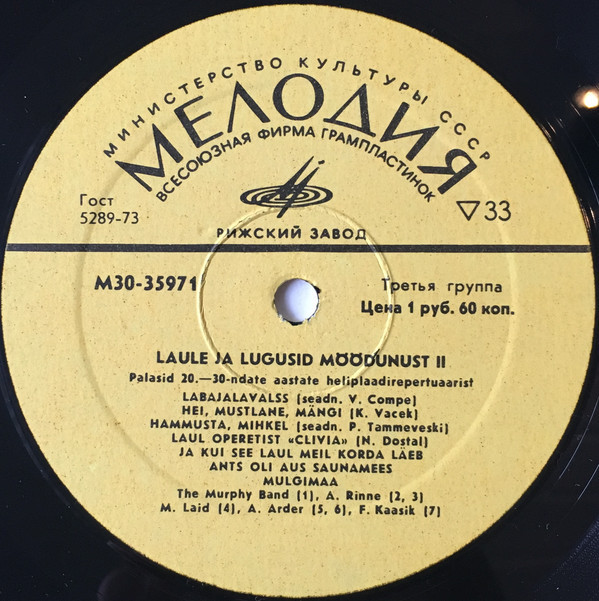 МИНИСТЕРСТВО КУЛЬТУРЫ СССР
МЕЛОДИЯ
ВСЕСОЮЗНАЯ ФИРМА ГРАМПЛАСТИНОК
Гост
5289-73
▽33
РИЖСКИЙ ЗАВОД
М30-35971
Третья группа
Цена 1 руб. 60 коп.
LAULE JA LUGUSID MÖÖDUNUST II
Palasid 20.—30-ndate aastate heliplaadirepertuaarist
LABAJALAVALSS (seadn. V. Compe)
HEI, MUSTLANE, MÄNGI (K. Vacek)
HAMMUSTA, MIHKEL (seadn. P. Tammeveski)
LAUL OPERETIST «CLIVIA» (N. Dostal)
JA KUI SEE LAUL MEIL KORDA LÄEB
ANTS OLI AUS SAUNAMEES
MULGIMAA
The Murphy Band (1), A. Rinne (2, 3)
M. Laid (4), A. Arder (5, 6), F. Kaasik (7)